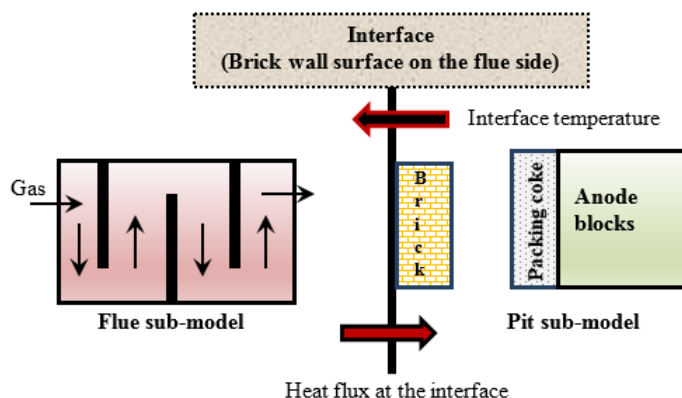 Interface
(Brick wall surface on the flue side)
Interface temperature
Gas
Brick
Packing coke
Anode
blocks
Flue sub-model
Pit sub-model
Heat flux at the interface